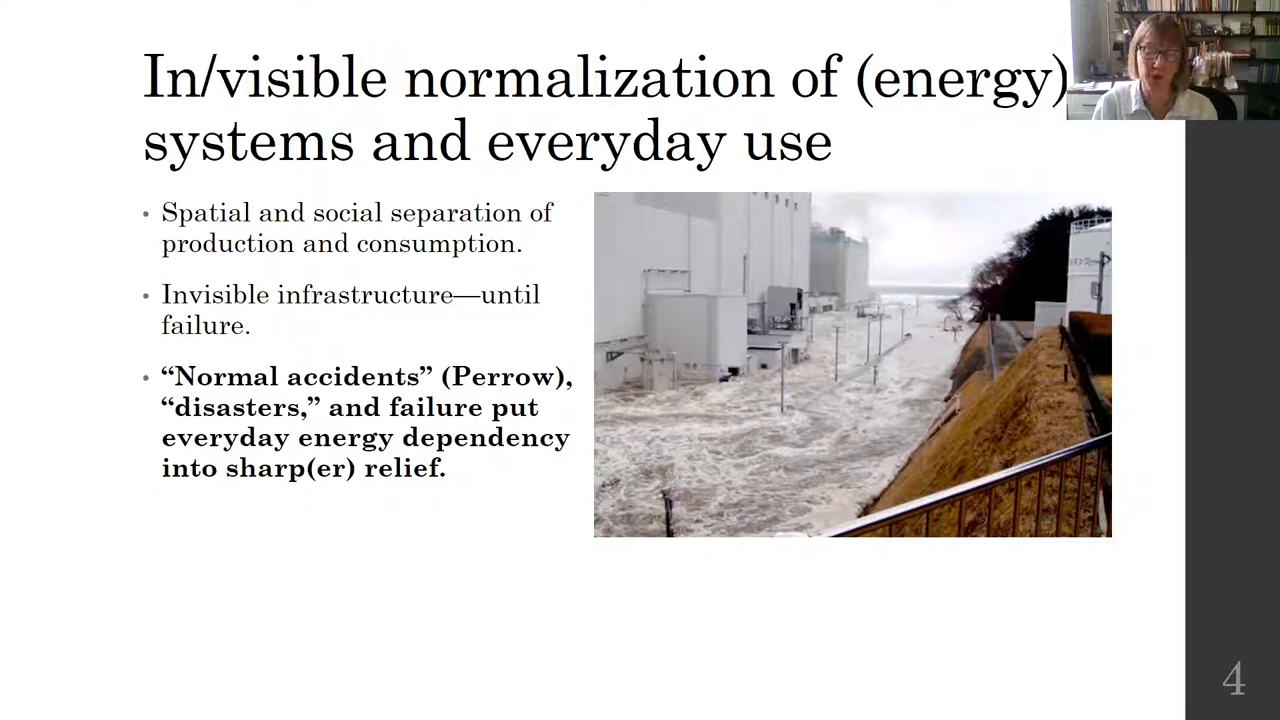 In/visible normalization of (energy)
systems and everyday use
• Spatial and social separation of
production and consumption.
• Invisible infrastructure—until
failure.
• “Normal accidents” (Perrow),
“disasters,” and failure put
everyday energy dependency
into sharp(er) relief.
4